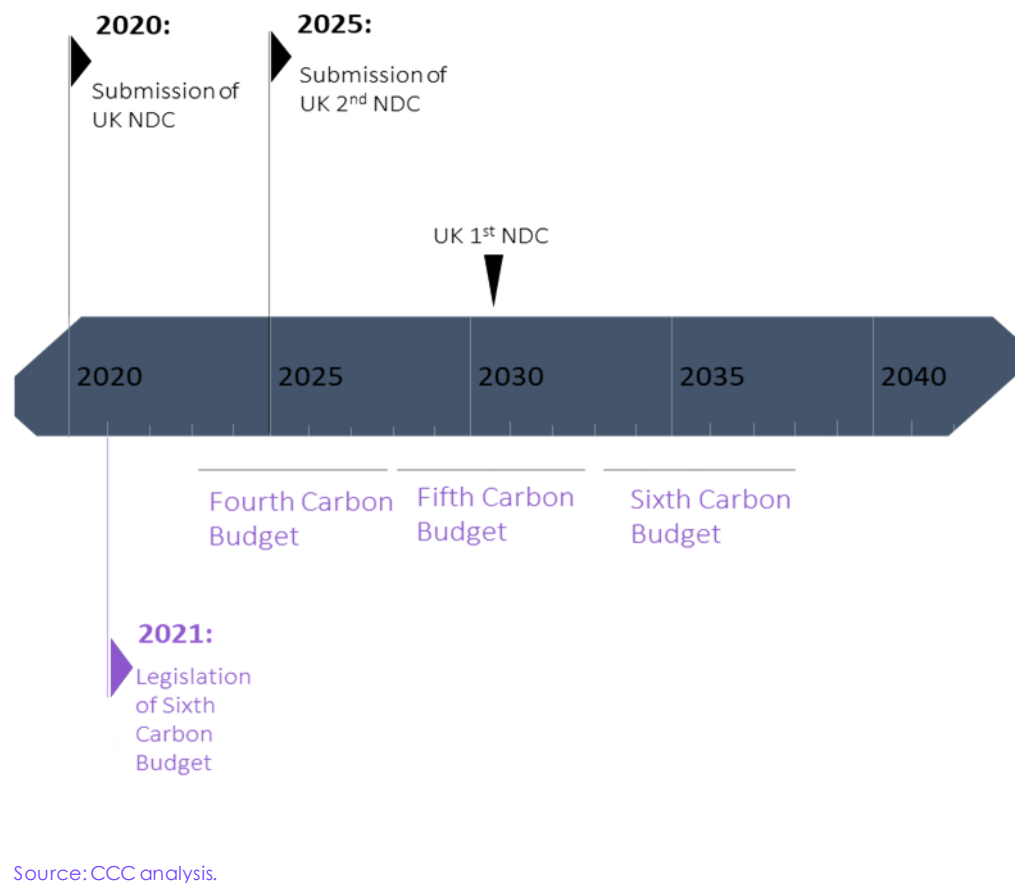 2020:
Submission of
UK NDC
2025:
Submission of
UK 2nd NDC
UK 1st NDC
2020
2025
2030
2035
2040
Fourth Carbon
Budget
Fifth Carbon
Budget
Sixth Carbon
Budget
2021:
Legislation
of Sixth
Carbon
Budget
Source: CCC analysis.